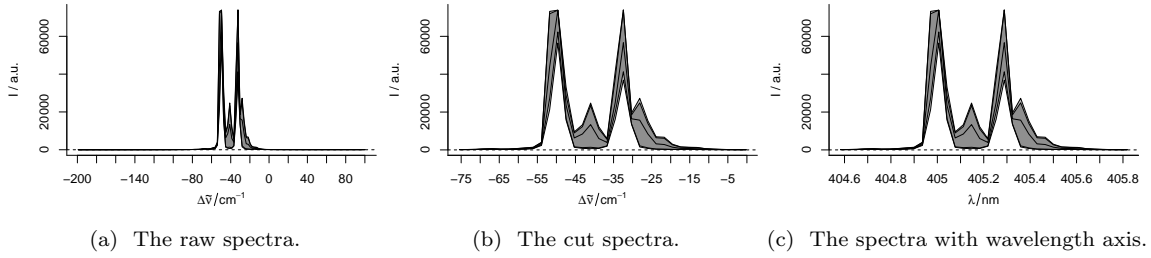 I / a.u.
60000
20000
0
−200 −140 −80 −40 0 40 80
Δν̃/cm⁻¹
(a) The raw spectra.
I / a.u.
60000
20000
0
−75 −65 −55 −45 −35 −25 −15 −5
Δν̃/cm⁻¹
(b) The cut spectra.
I / a.u.
60000
20000
0
404.6 404.8 405 405.2 405.4 405.6 405.8
λ/nm
(c) The spectra with wavelength axis.